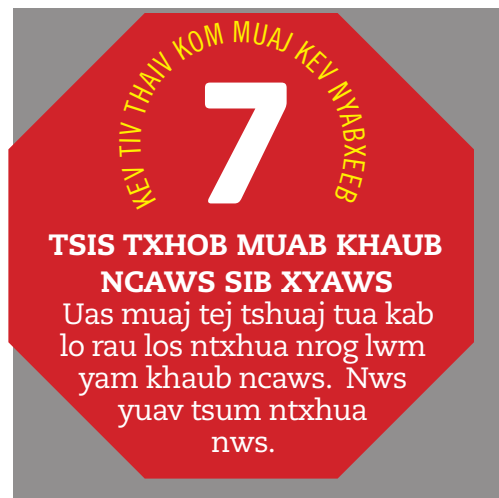 KEV TIV THAIV KOM MUAJ KEV NYABXEEB
7
TSIS TXHOB MUAB KHAUB
NCAWS SIB XYAWS
Uas muaj tej tshuaj tua kab
lo rau los ntxhua nrog lwm
yam khaub ncaws.  Nws
yuav tsum ntxhua
nws.